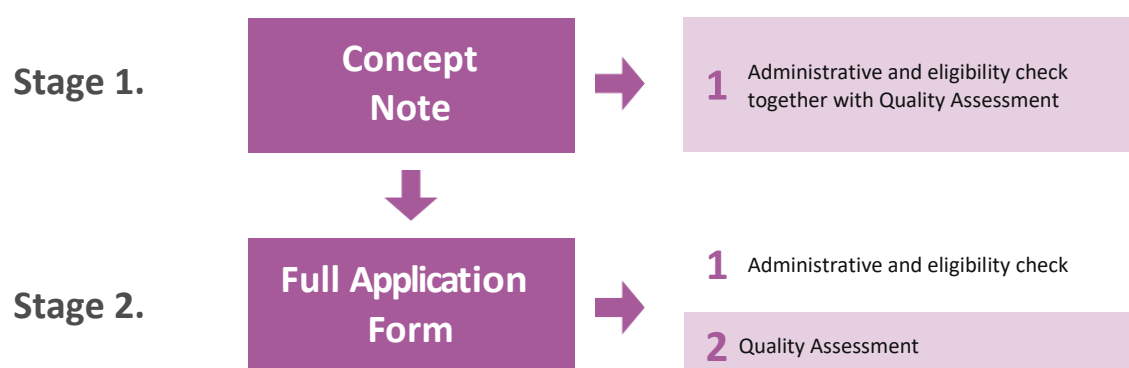 Stage 1.
Concept
Note
1
Administrative and eligibility check
together with Quality Assessment
Stage 2.
Full Application
Form
1
Administrative and eligibility check
2
Quality Assessment